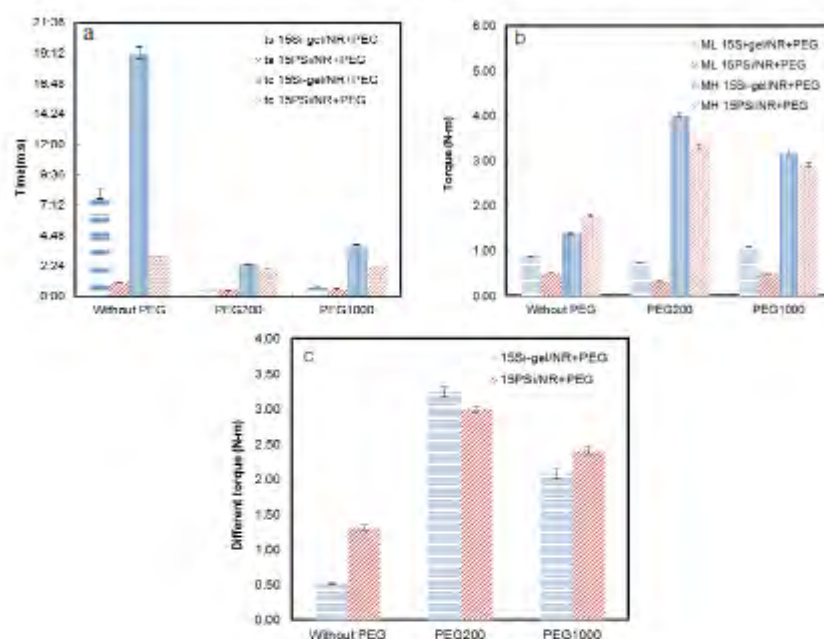 a
21:36
19:12
16:48
14:24
12:00
9:36
7:12
4:48
2:24
0:00
Time(m:s)
ts 15Si-gel/NR+PEG
ts 15PSi/NR+PEG
tc 15Si-gel/NR+PEG
tc 15PSi/NR+PEG
Without PEG PEG200 PEG1000
b
6.00
5.00
4.00
3.00
2.00
1.00
0.00
Torque (N-m)
ML 15Si-gel/NR+PEG
ML 15PSi/NR+PEG
MH 15Si-gel/NR+PEG
MH 15PSi/NR+PEG
Without PEG PEG200 PEG1000
c
4.00
3.50
3.00
2.50
2.00
1.50
1.00
0.50
0.00
Different torque (N-m)
15Si-gel/NR+PEG
15PSi/NR+PEG
Without PEG PEG200 PEG1000